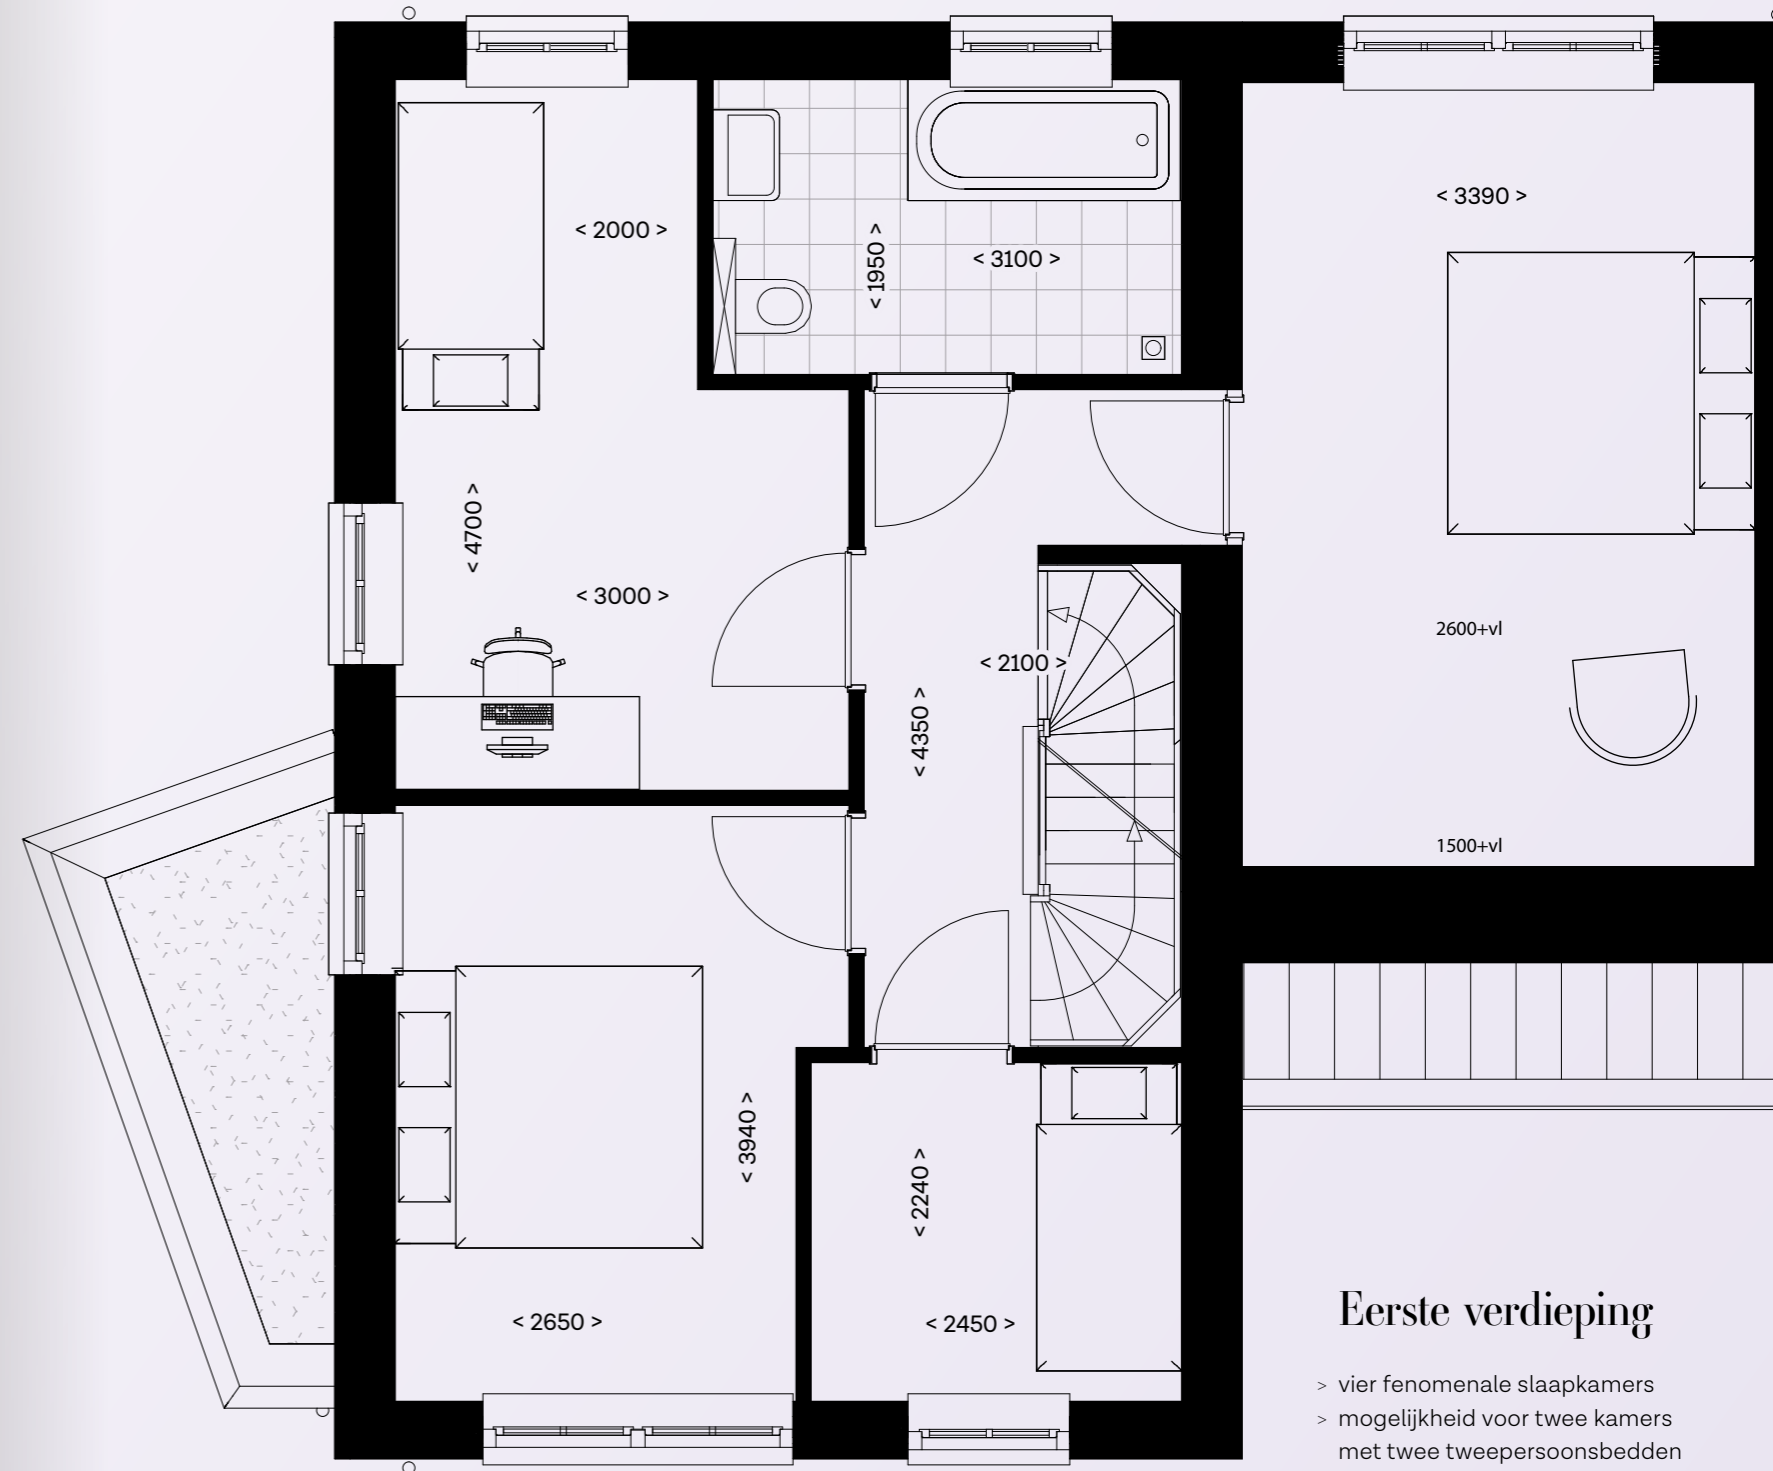 < 3390 >
< 2000 >
< 1950 >
< 3100 >
< 4700 >
< 3000 >
2600+vl
< 2100 >
< 4350 >
1500+vl
< 3940 >
< 2240 >
< 2650 >
< 2450 >
Eerste verdieping
> vier fenomenale slaapkamers
> mogelijkheid voor twee kamers
met twee tweepersoonsbedden